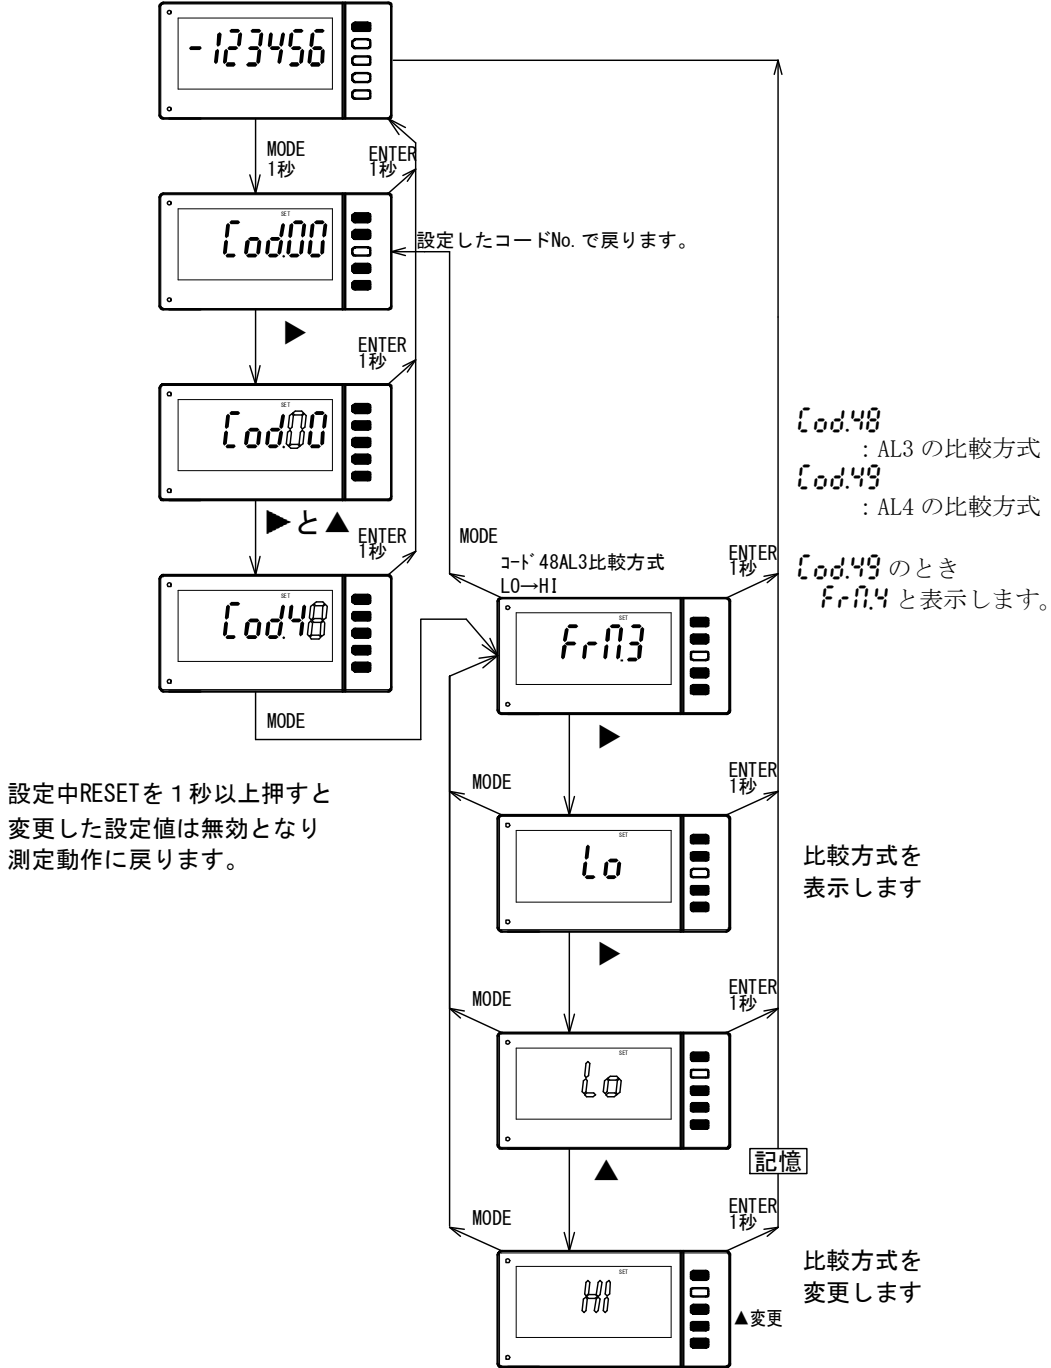 -123456
MODE
1秒
ENTER
1秒
SET
Cod.00
設定したコードNo.で戻ります。
▶
ENTER
1秒
SET
Cod.00
▶と▲
ENTER
1秒
SET
Cod.48
MODE
設定中RESETを1秒以上押すと
変更した設定値は無効となり
測定動作に戻ります。
MODE
コード48AL3比較方式
LO→HI
ENTER
1秒
SET
Frn.3
▶
Cod.48
:AL3の比較方式
Cod.49
:AL4の比較方式
Cod.49のとき
Frn.4と表示します。
MODE
ENTER
1秒
SET
Lo
▶
比較方式を
表示します
MODE
ENTER
1秒
SET
Lo
▲
記憶
MODE
ENTER
1秒
SET
HI
▲変更
比較方式を
変更します